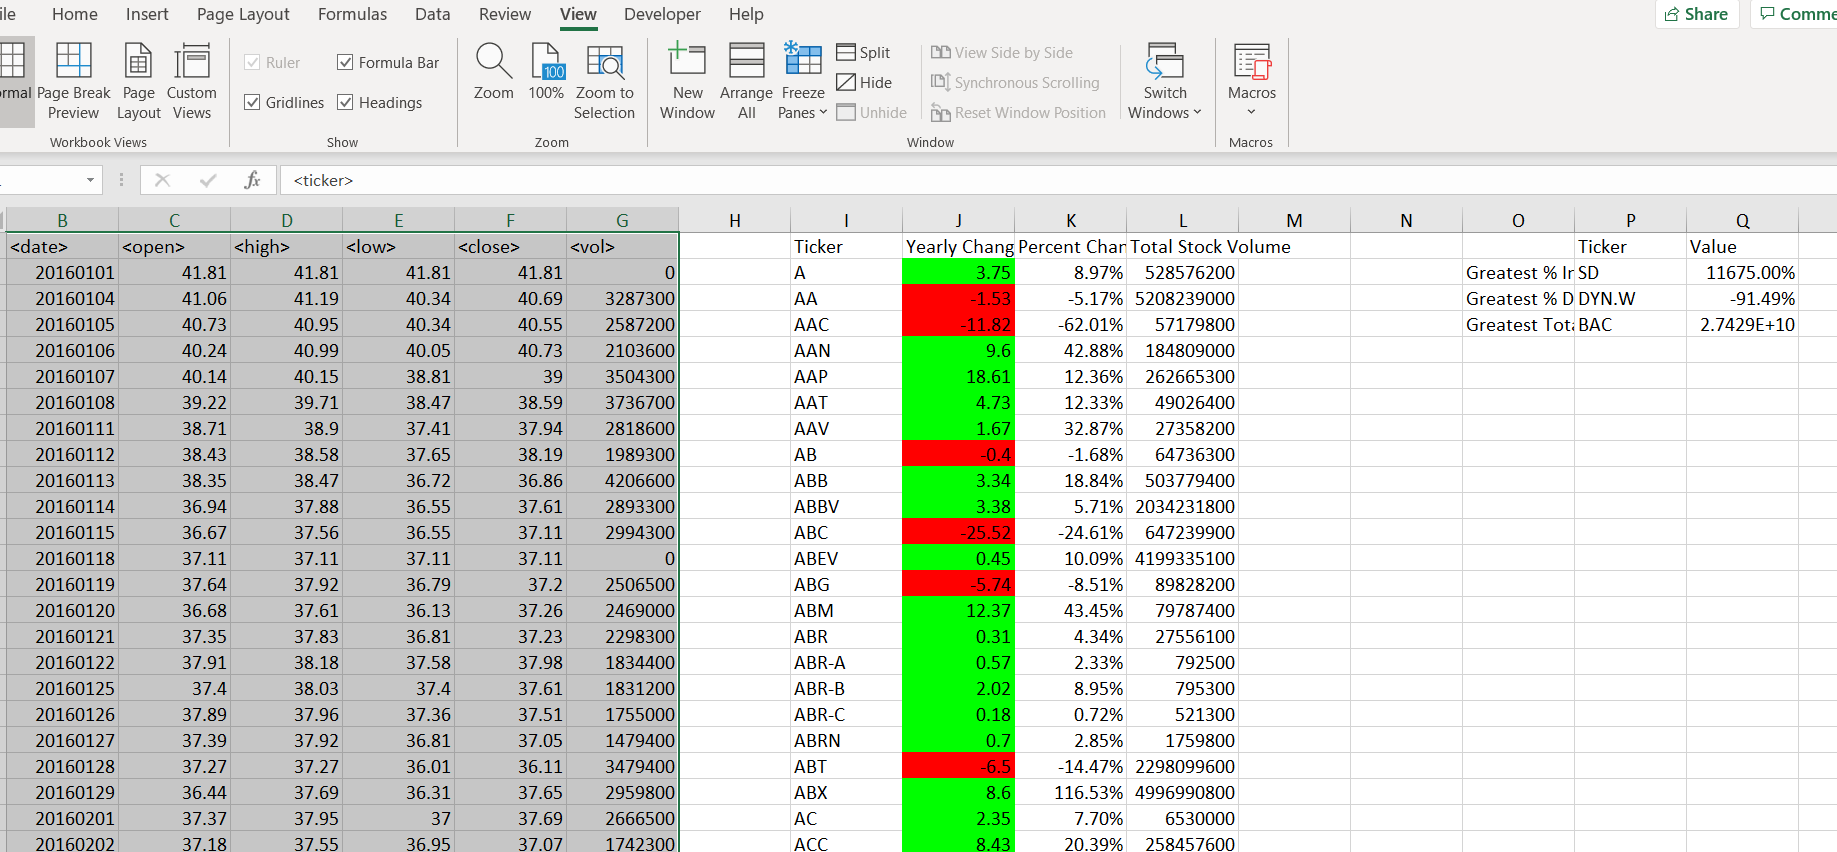 ile Home Insert Page Layout Formulas Data Review View Developer Help Share Comme
Ruler Formula Bar Split View Side by Side
Hide Synchronous Scrolling
ormal Page Break Page Custom Zoom 100% Zoom to New Arrange Freeze Switch Macros
100
Preview Layout Views Gridlines Headings Selection Window All Panes Unhide Reset Window Position Windows
Workbook Views Show Zoom Window Macros
fx <ticker>
B C D E F G H I J K L M N O P Q
<date> <open> <high> <low> <close> <vol> Ticker Yearly Chang Percent Char Total Stock Volume Ticker Value
20160101 41.81 41.81 41.81 41.81 0 A 3.75 8.97% 528576200 Greatest % In SD 11675.00%
20160104 41.06 41.19 40.34 40.69 3287300 AA -1.53 -5.17% 5208239000 Greatest % D DYN.W -91.49%
20160105 40.73 40.95 40.34 40.55 2587200 AAC -11.82 -62.01% 57179800 Greatest Tota BAC 2.7429E+10
20160106 40.24 40.99 40.05 40.73 2103600 AAN 9.6 42.88% 184809000
20160107 40.14 40.15 38.81 39 3504300 AAP 18.61 12.36% 262665300
20160108 39.22 39.71 38.47 38.59 3736700 AAT 4.73 12.33% 49026400
20160111 38.71 38.9 37.41 37.94 2818600 AAV 1.67 32.87% 27358200
20160112 38.43 38.58 37.65 38.19 1989300 AB -0.4 -1.68% 64736300
20160113 38.35 38.47 36.72 36.86 4206600 ABB 3.34 18.84% 503779400
20160114 36.94 37.88 36.55 37.61 2893300 ABBV 3.38 5.71% 2034231800
20160115 36.67 37.56 36.55 37.11 2994300 ABC -25.52 -24.61% 647239900
20160118 37.11 37.11 37.11 37.11 0 ABEV 0.45 10.09% 4199335100
20160119 37.64 37.92 36.79 37.2 2506500 ABG -5.74 -8.51% 89828200
20160120 36.68 37.61 36.13 37.26 2469000 ABM 12.37 43.45% 79787400
20160121 37.35 37.83 36.81 37.23 2298300 ABR 0.31 4.34% 27556100
20160122 37.91 38.18 37.58 37.98 1834400 ABR-A 0.57 2.33% 792500
20160125 37.4 38.03 37.4 37.61 1831200 ABR-B 2.02 8.95% 795300
20160126 37.89 37.96 37.36 37.51 1755000 ABR-C 0.18 0.72% 521300
20160127 37.39 37.92 36.81 37.05 1479400 ABRN 0.7 2.85% 1759800
20160128 37.27 37.27 36.01 36.11 3479400 ABT -6.5 -14.47% 2298099600
20160129 36.44 37.69 36.31 37.65 2959800 ABX 8.6 116.53% 4996990800
20160201 37.37 37.95 37 37.69 2666500 AC 2.35 7.70% 6530000
20160202 37.18 37.55 36.95 37.07 1742300 ACC 8.43 20.39% 258457600